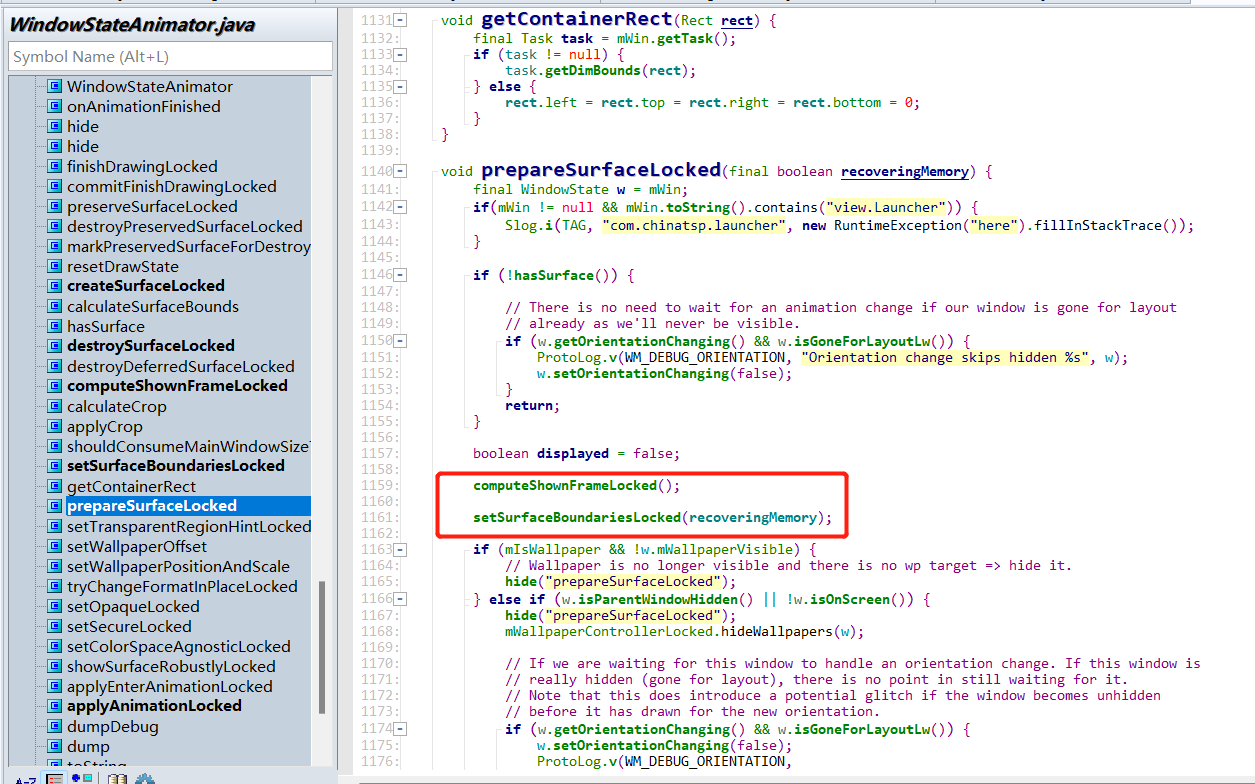 WindowStateAnimator.java
Symbol Name (Alt+L)
WindowStateAnimator
onAnimationFinished
hide
hide
finishDrawingLocked
commitFinishDrawingLocked
preserveSurfaceLocked
destroyPreservedSurfaceLocked
markPreservedSurfaceForDestroy
resetDrawState
createSurfaceLocked
calculateSurfaceBounds
hasSurface
destroySurfaceLocked
destroyDeferredSurfaceLocked
computeShownFrameLocked
calculateCrop
applyCrop
shouldConsumeMainWindowSize
setSurfaceBoundariesLocked
getContainerRect
prepareSurfaceLocked
setTransparentRegionHintLocked
setWallpaperOffset
setWallpaperPositionAndScale
tryChangeFormatInPlaceLocked
setOpaqueLocked
setSecureLocked
setColorSpaceAgnosticLocked
showSurfaceRobustlyLocked
applyEnterAnimationLocked
applyAnimationLocked
dumpDebug
dump
toString
A-Z
1131: void getContainerRect(Rect rect) {
1132: final Task task = mWin.getTask();
1133: if (task != null) {
1134: task.getDimBounds(rect);
1135: } else {
1136: rect.left = rect.top = rect.right = rect.bottom = 0;
1137: }
1138: }
1139:
1140: void prepareSurfaceLocked(final boolean recoveringMemory) {
1141: final WindowState w = mWin;
1142: if(mWin != null && mWin.toString().contains("view.Launcher")) {
1143: Slog.i(TAG, "com.chinatsp.launcher", new RuntimeException("here").fillInStackTrace());
1144: }
1145:
1146: if (!hasSurface()) {
1147:
1148: // There is no need to wait for an animation change if our window is gone for layout
1149: // already as we'll never be visible.
1150: if (w.getOrientationChanging() && w.isGoneForLayoutLw()) {
1151: ProtoLog.v(WM_DEBUG_ORIENTATION, "Orientation change skips hidden %s", w);
1152: w.setOrientationChanging(false);
1153: }
1154: return;
1155: }
1156:
1157: boolean displayed = false;
1158:
1159: computeShownFrameLocked();
1160:
1161: setSurfaceBoundariesLocked(recoveringMemory);
1162:
1163: if (mIsWallpaper && !w.mWallpaperVisible) {
1164: // Wallpaper is no longer visible and there is no wp target => hide it.
1165: hide("prepareSurfaceLocked");
1166: } else if (w.isParentWindowHidden() || !w.isOnScreen()) {
1167: hide("prepareSurfaceLocked");
1168: mWallpaperControllerLocked.hideWallpapers(w);
1169:
1170: // If we are waiting for this window to handle an orientation change. If this window is
1171: // really hidden (gone for layout), there is no point in still waiting for it.
1172: // Note that this does introduce a potential glitch if the window becomes unhidden
1173: // before it has drawn for the new orientation.
1174: if (w.getOrientationChanging() && w.isGoneForLayoutLw()) {
1175: w.setOrientationChanging(false);
1176: ProtoLog.v(WM_DEBUG_ORIENTATION,